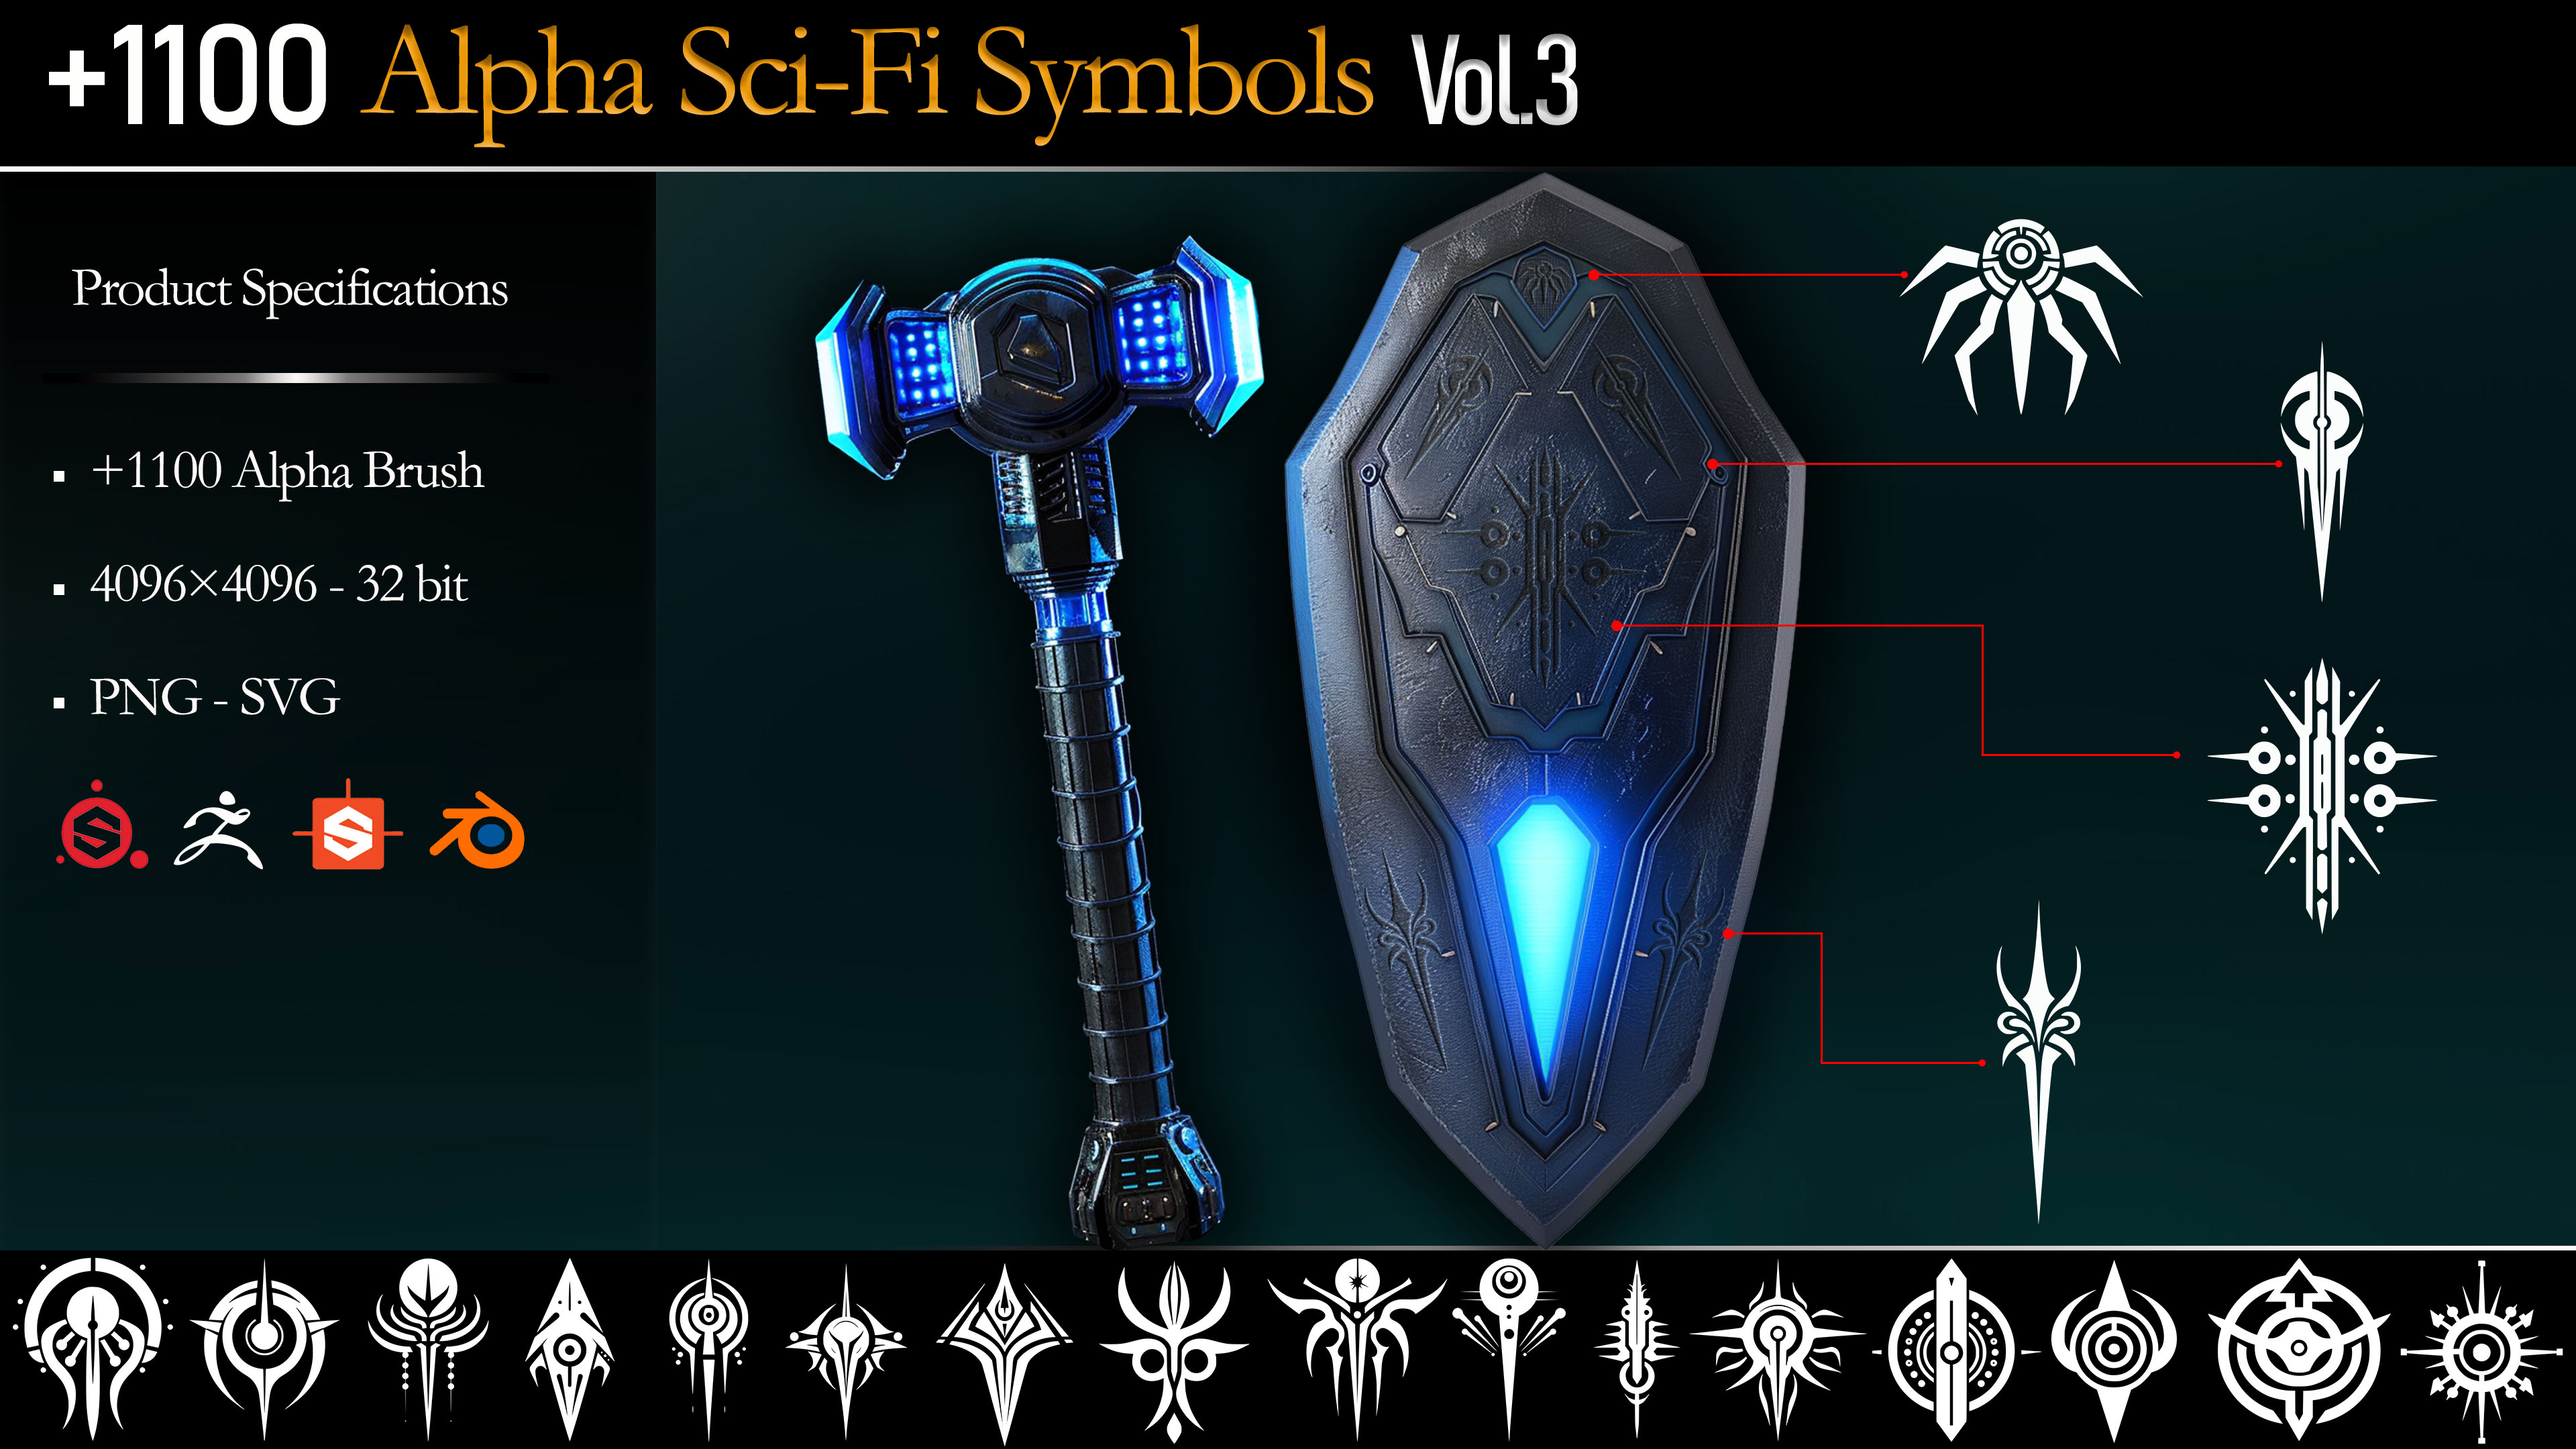 +1100 Alpha Sci-Fi Symbols Vol.3
Product Specifications
+1100 Alpha Brush
4096×4096 - 32 bit
PNG - SVG